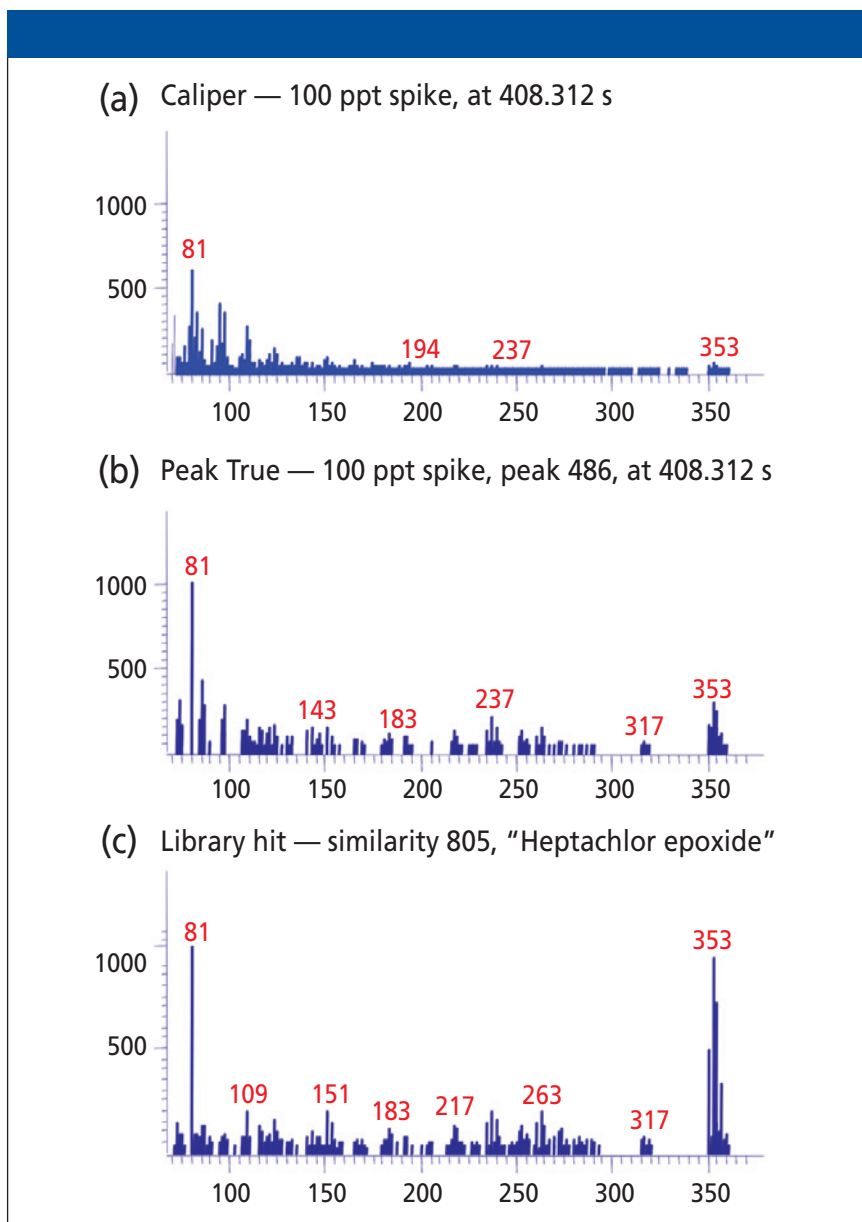 (a) Caliper — 100 ppt spike, at 408.312 s
1000
81
500
194 237 353
100 150 200 250 300 350
(b) Peak True — 100 ppt spike, peak 486, at 408.312 s
81
1000
500
143 183 237 317 353
100 150 200 250 300 350
(c) Library hit — similarity 805, “Heptachlor epoxide”
81 353
1000
500
109 151 183 217 263 317
100 150 200 250 300 350